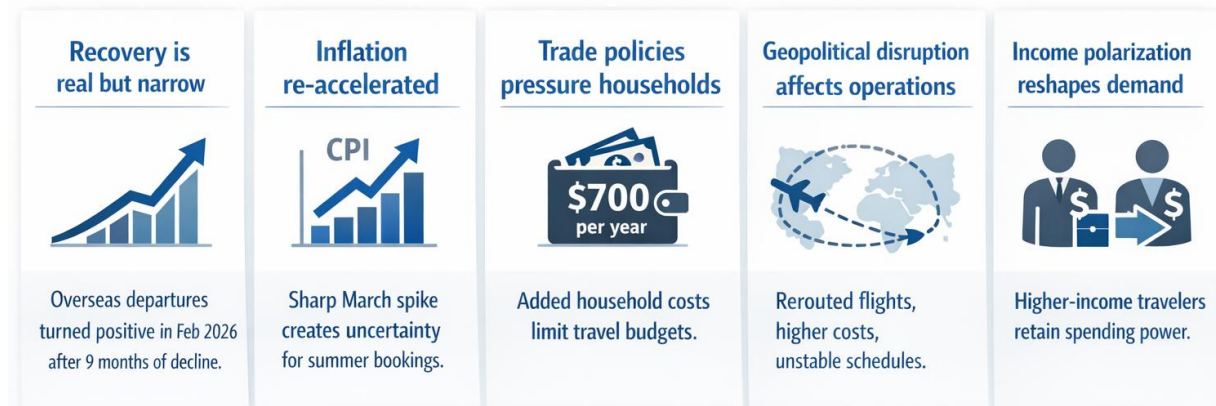 Recovery is
real but narrow
Overseas departures
turned positive in Feb 2026
after 9 months of decline.
Inflation
re-accelerated
CPI
Sharp March spike
creates uncertainty
for summer bookings.
Trade policies
pressure households
$
$700
per year
Added household costs
limit travel budgets.
Geopolitical disruption
affects operations
Rerouted flights,
higher costs,
unstable schedules.
Income polarization
reshapes demand
$ $
Higher-income travelers
retain spending power.